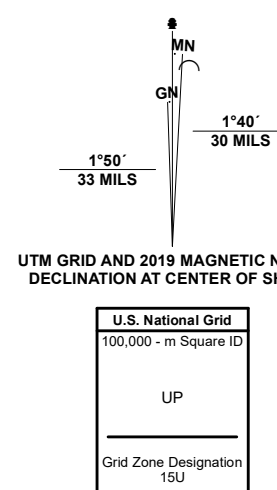 MN
GN
1°40´
30 MILS
1°50´
33 MILS
UTM GRID AND 2019 MAGNETIC N
DECLINATION AT CENTER OF SH
U.S. National Grid
100,000 - m Square ID
UP
Grid Zone Designation
15U